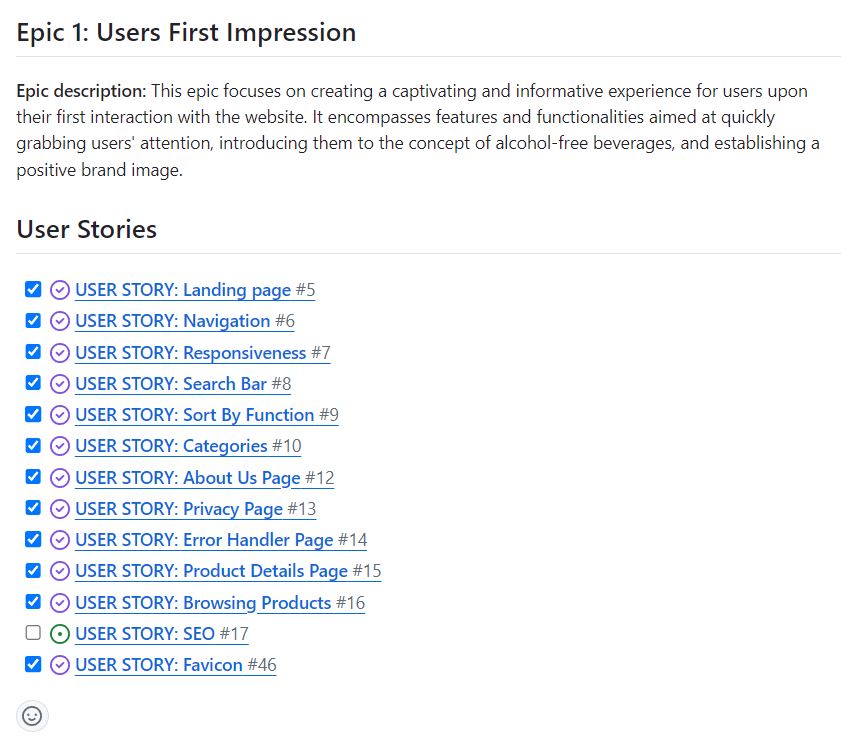 Epic 1: Users First Impression
Epic description: This epic focuses on creating a captivating and informative experience for users upon
their first interaction with the website. It encompasses features and functionalities aimed at quickly
grabbing users' attention, introducing them to the concept of alcohol-free beverages, and establishing a
positive brand image.
User Stories
USER STORY: Landing page #5
USER STORY: Navigation #6
USER STORY: Responsiveness #7
USER STORY: Search Bar #8
USER STORY: Sort By Function #9
USER STORY: Categories #10
USER STORY: About Us Page #12
USER STORY: Privacy Page #13
USER STORY: Error Handler Page #14
USER STORY: Product Details Page #15
USER STORY: Browsing Products #16
USER STORY: SEO #17
USER STORY: Favicon #46